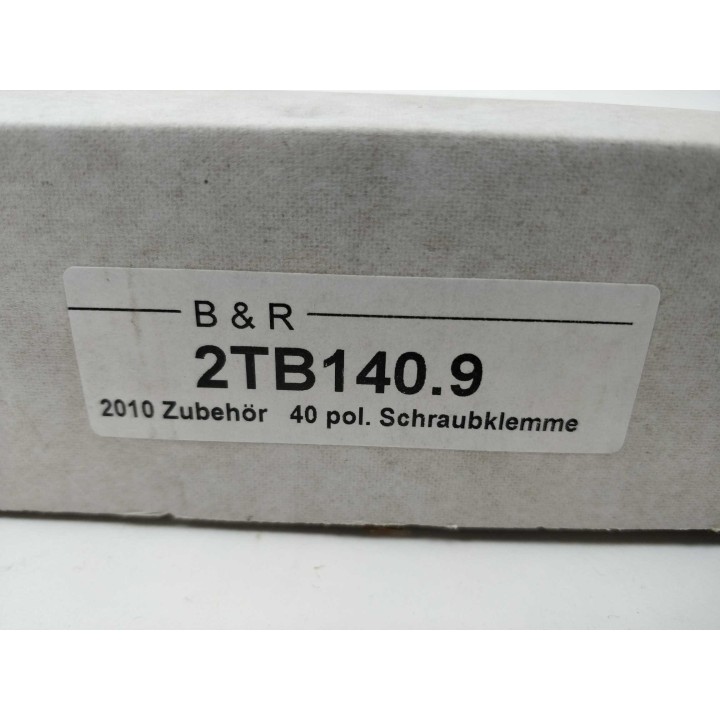 B & R
2TB140.9
2010 Zubehör 40 pol. Schraubklemme